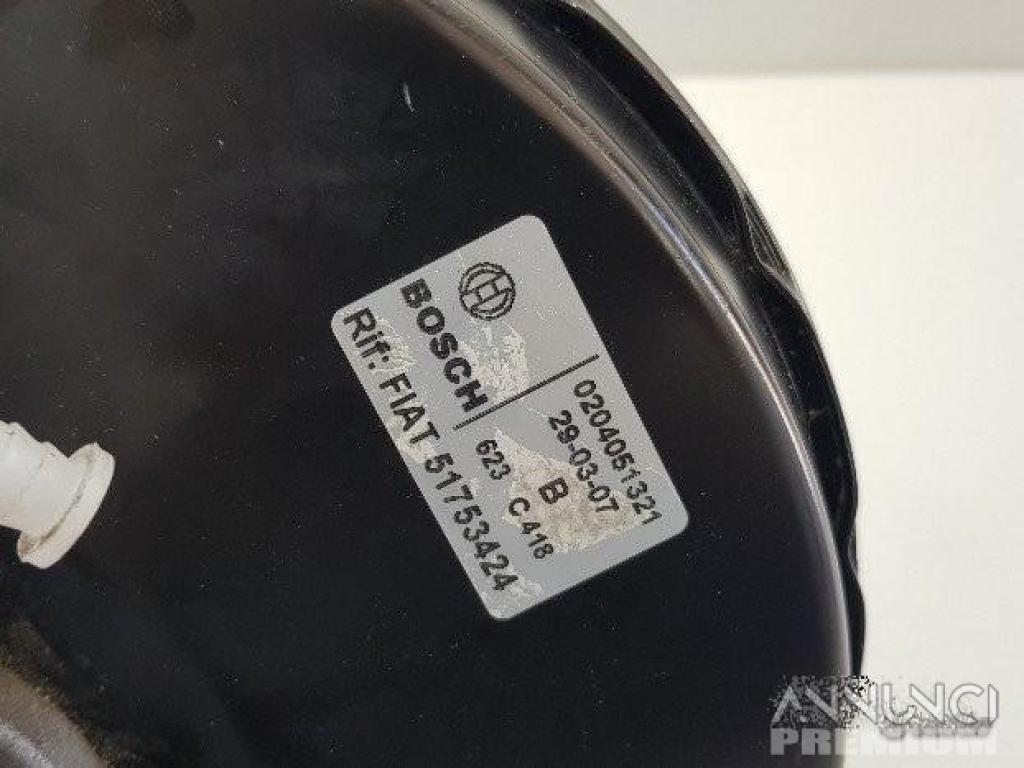 BOSCH
0204051321
29-03-07
B
623 C 418
Rif: FIAT 51753424
ANNUNCI
PREMIUM